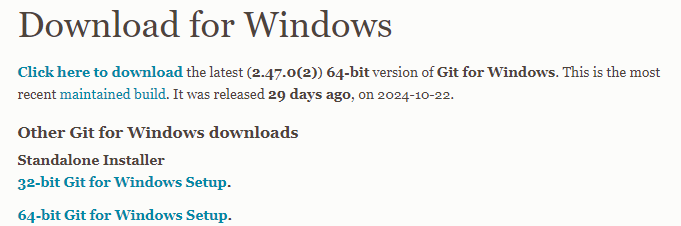 Download for Windows
Click here to download the latest (2.47.0(2)) 64-bit version of Git for Windows. This is the most
recent maintained build. It was released 29 days ago, on 2024-10-22.
Other Git for Windows downloads
Standalone Installer
32-bit Git for Windows Setup.
64-bit Git for Windows Setup.